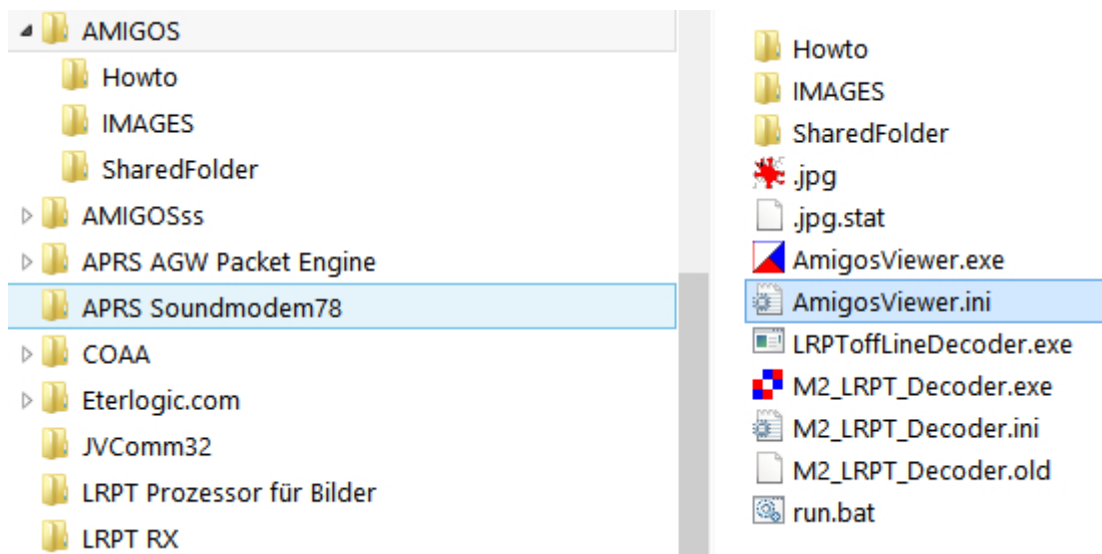 AMIGOS
Howto
IMAGES
SharedFolder
AMIGOSss
APRS AGW Packet Engine
APRS Soundmodem78
COAA
Eterlogic.com
JVComm32
LRPT Prozessor für Bilder
LRPT RX
Howto
IMAGES
SharedFolder
.jpg
.jpg.stat
AmigosViewer.exe
AmigosViewer.ini
LRPToffLineDecoder.exe
M2_LRPT_Decoder.exe
M2_LRPT_Decoder.ini
M2_LRPT_Decoder.old
run.bat